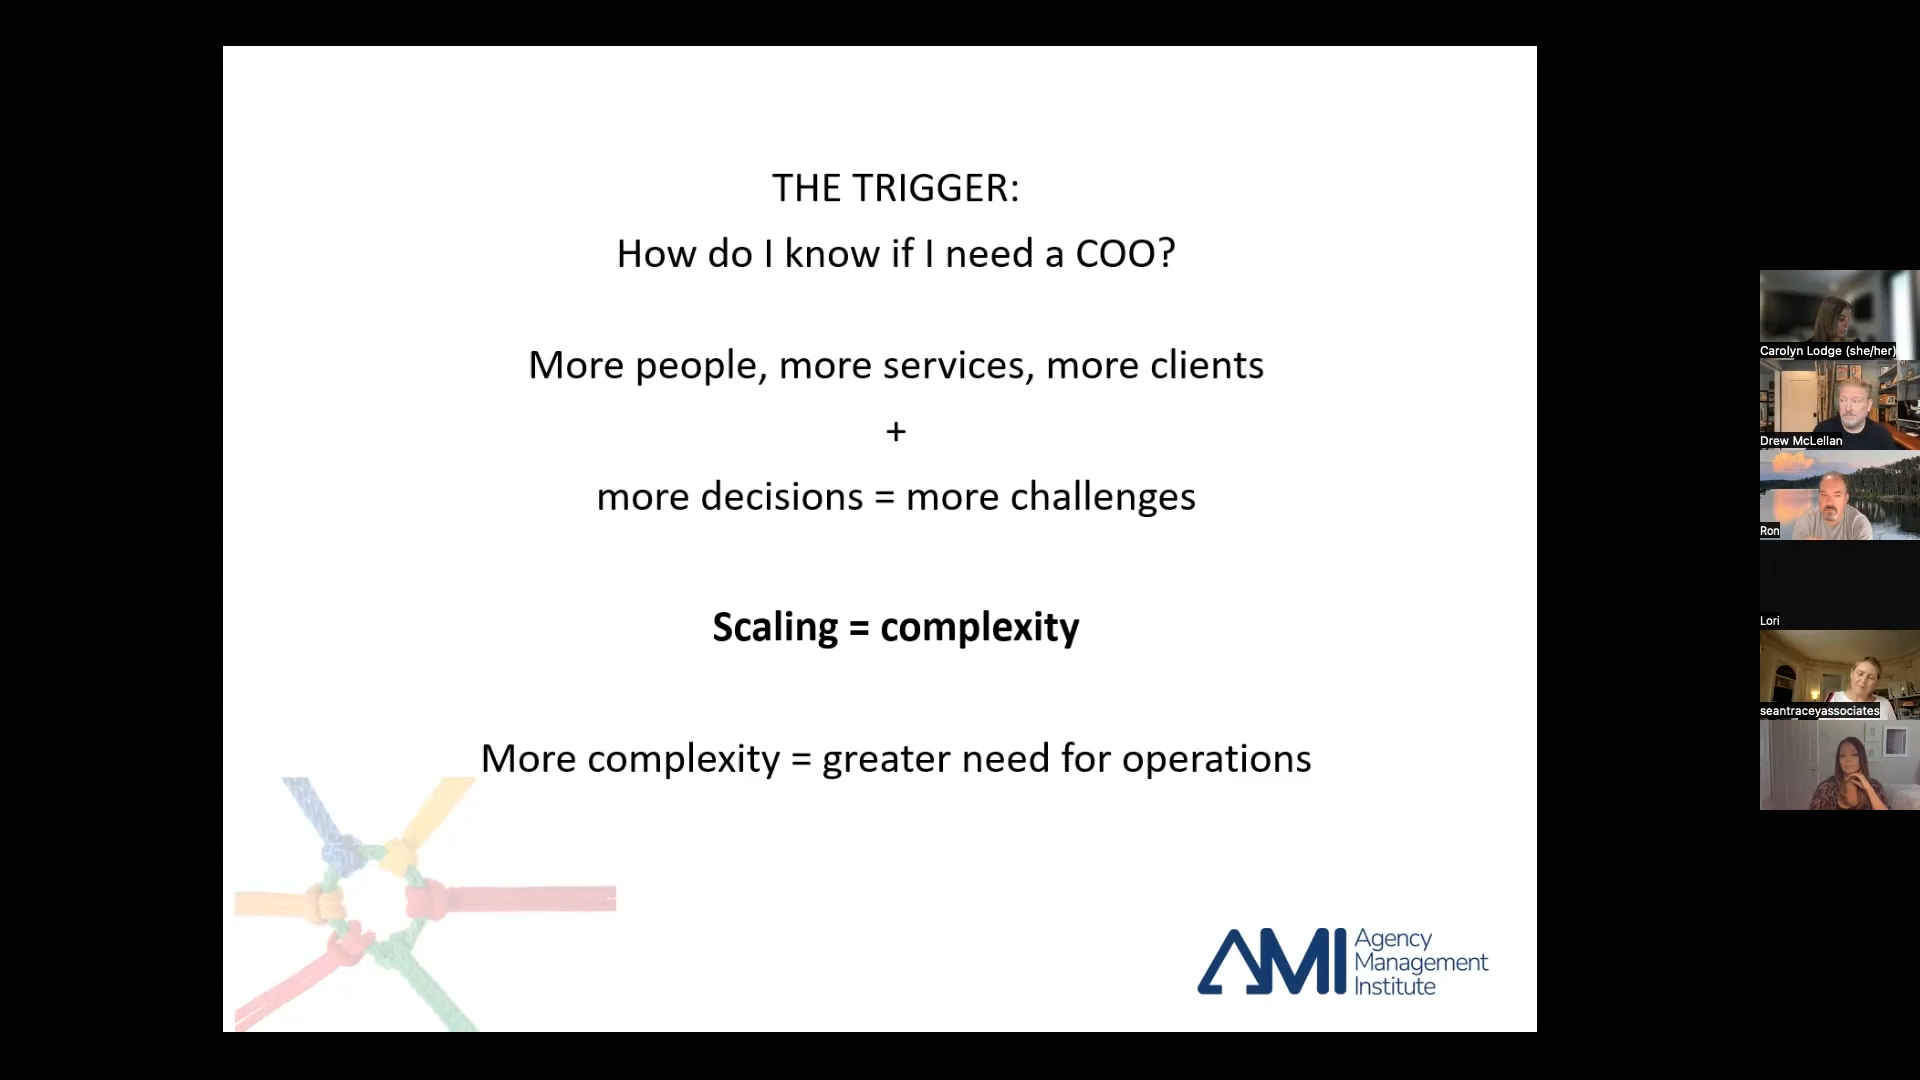 THE TRIGGER:
How do I know if I need a COO?
More people, more services, more clients
+
more decisions = more challenges
Scaling = complexity
More complexity = greater need for operations
AMI
Agency
Management
Institute
Carolyn Lodge (she/her)
Drew McLellan
Ron
Lori
seantraceyassociates